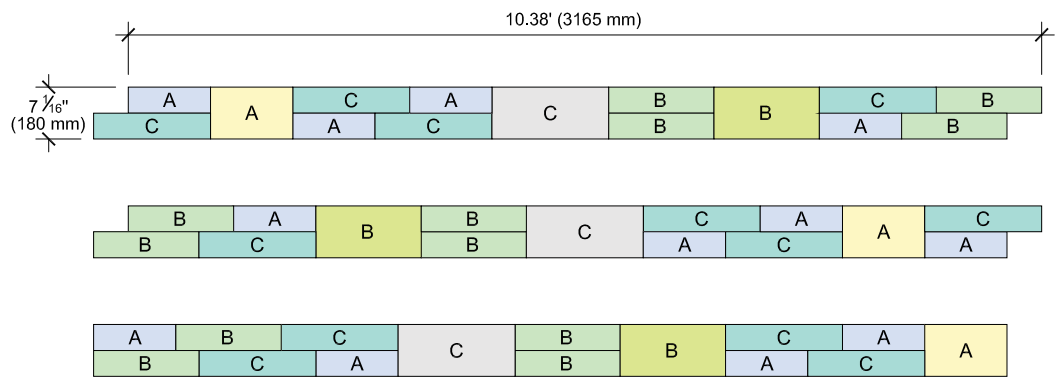 10.38' (3165 mm)
7 1/16"
(180 mm)
A C A B C B
A C B
C A C B A B
B A B C A C
B C A
B C B A C A
A B C B C A
C B A
B C A B A C